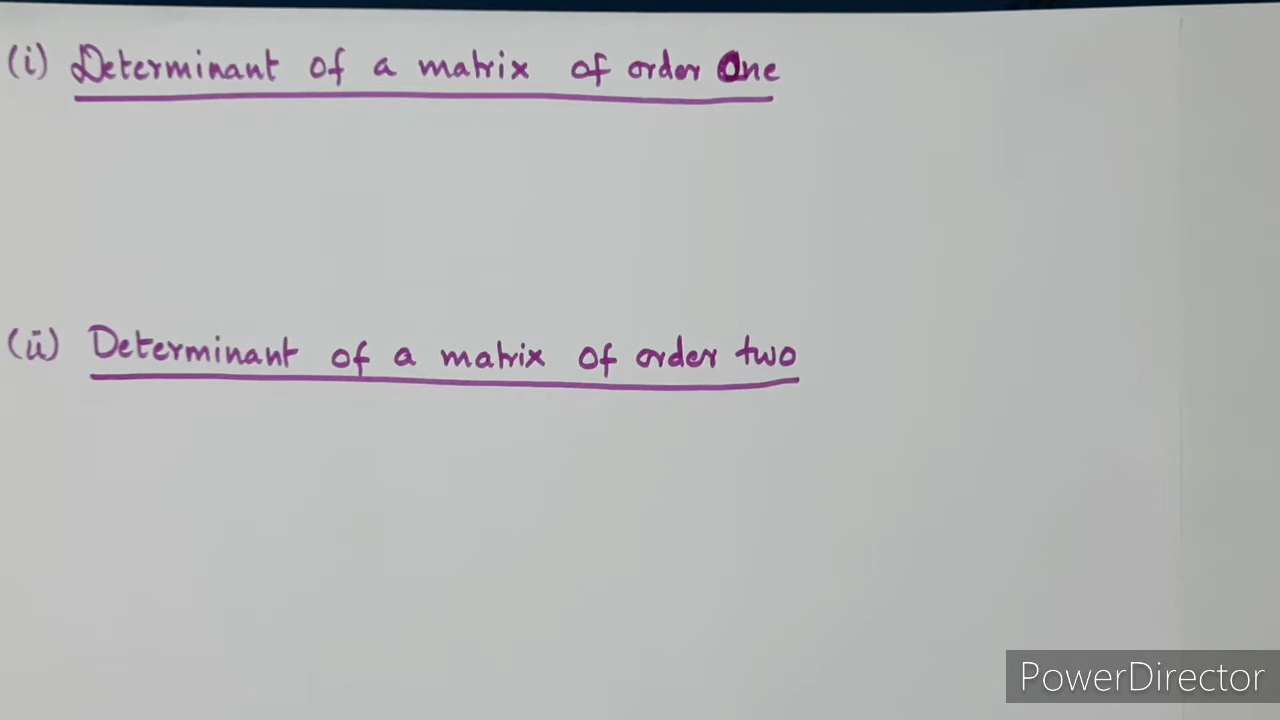 (i) Determinant of a matrix of order One
(ii) Determinant of a matrix of order two
PowerDirector